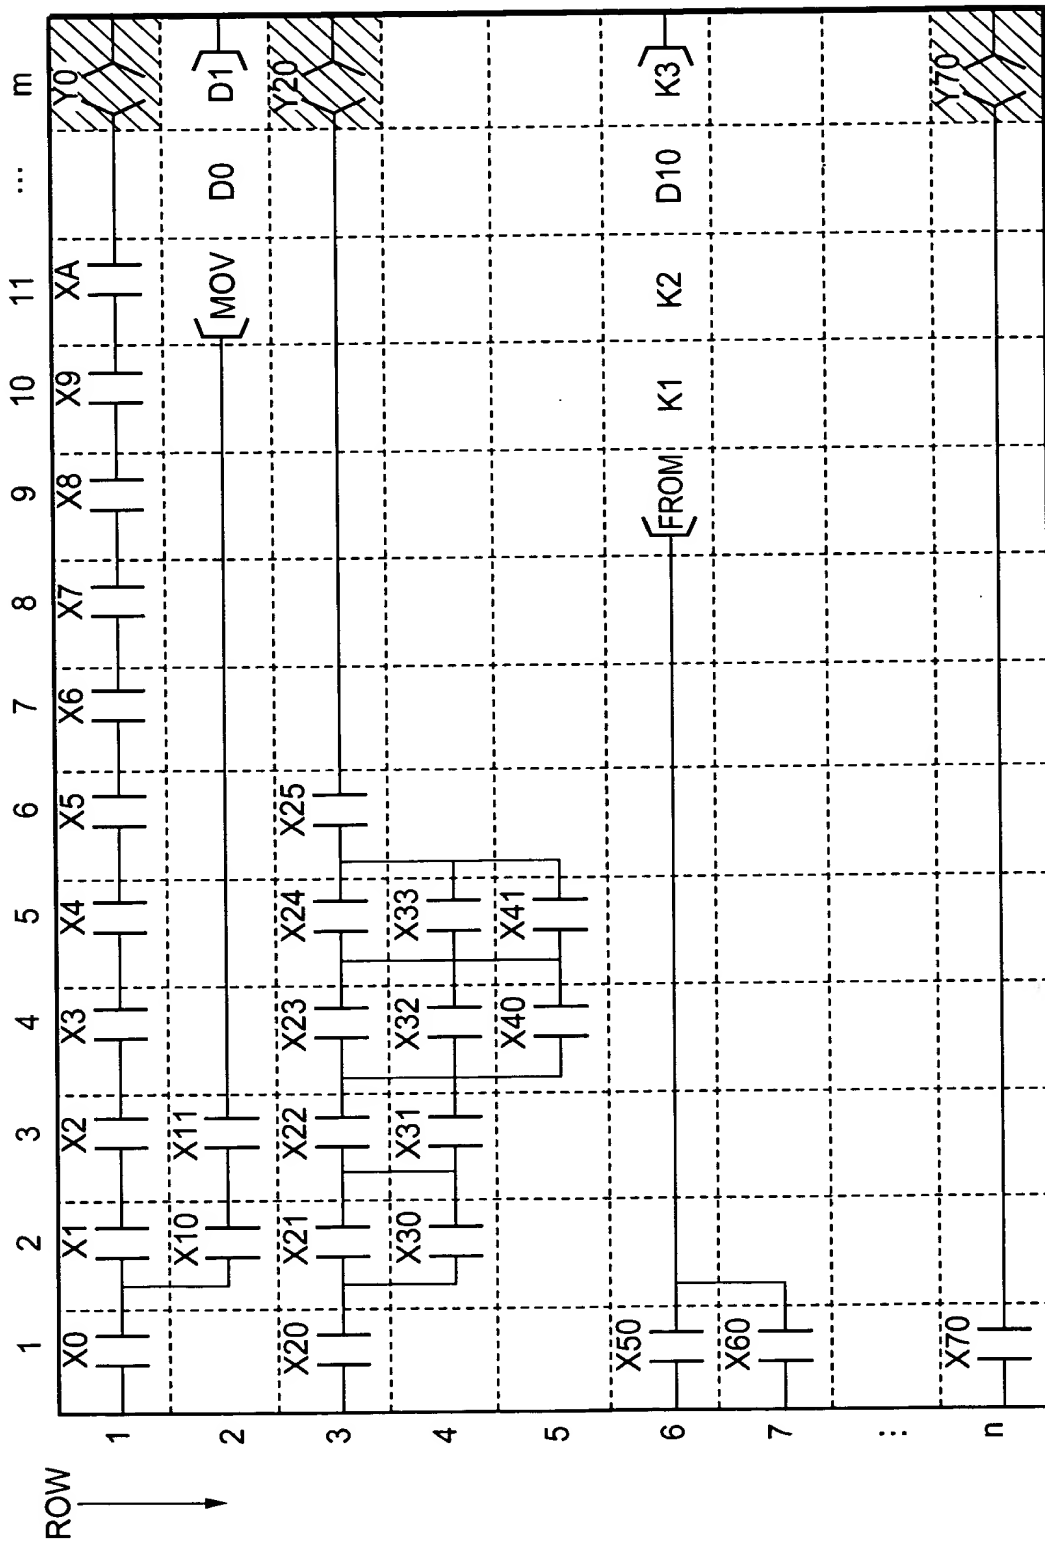 1 2 3 4 5 6 7 8 9 10 11 ... m
ROW
1 X0 X1 X2 X3 X4 X5 X6 X7 X8 X9 XA Y0
2 X10 X11 MOV D0 D1
3 X20 X21 X22 X23 X24 X25 Y20
4 X30 X31 X32 X33
5 X40 X41
6 X50 FROM K1 K2 D10 K3
7 X60
...
n X70 Y70